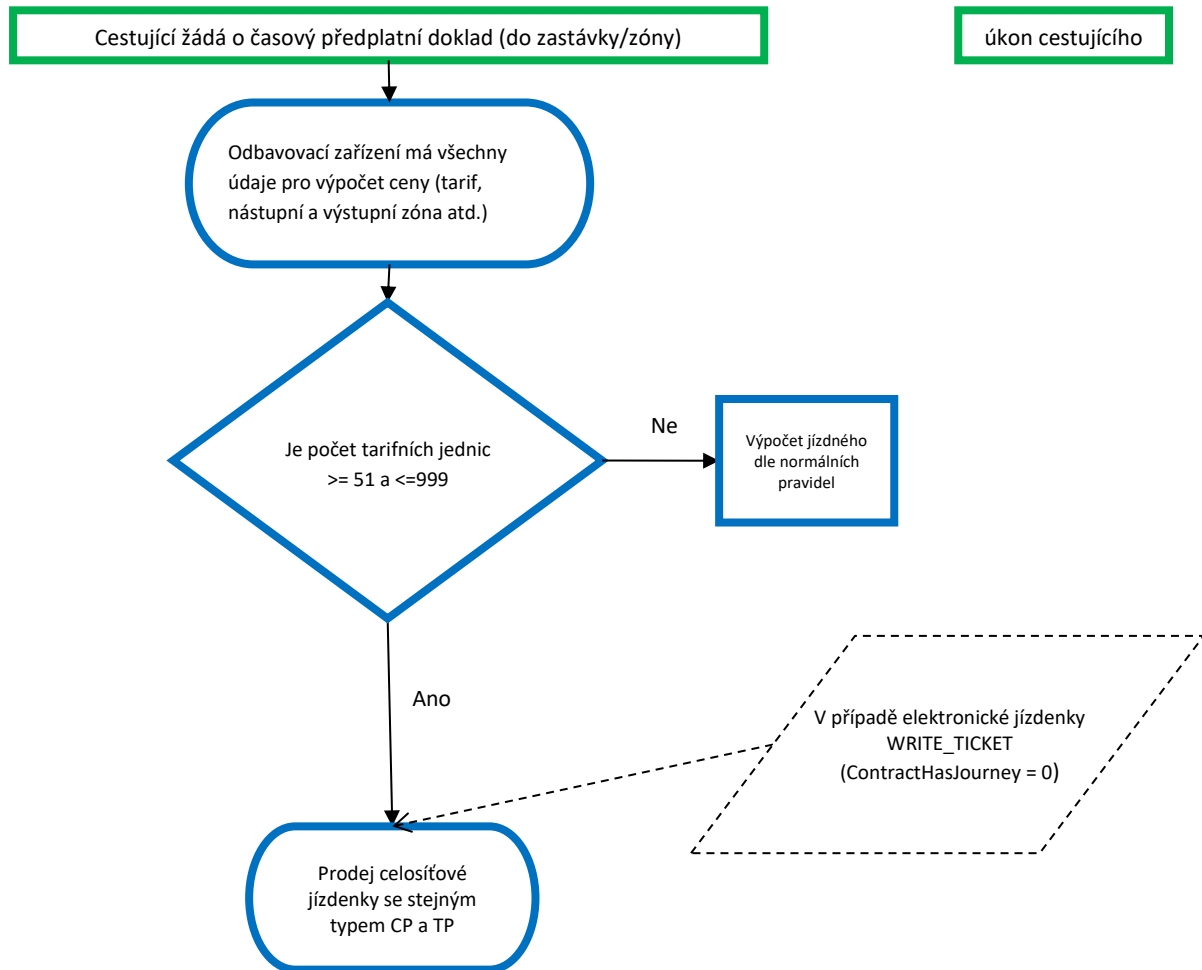 Cestující žádá o časový předplatní doklad (do zastávky/zóny)
úkon cestujícího
Odbavovací zařízení má všechny
údaje pro výpočet ceny (tarif,
nástupní a výstupní zóna atd.)
Je počet tarifních jednic
>= 51 a <=999
Ne
Výpočet jízdného
dle normálních
pravidel
Ano
V případě elektronické jízdenky
WRITE_TICKET
(ContractHasJourney = 0)
Prodej celosíťové
jízdenky se stejným
typem CP a TP